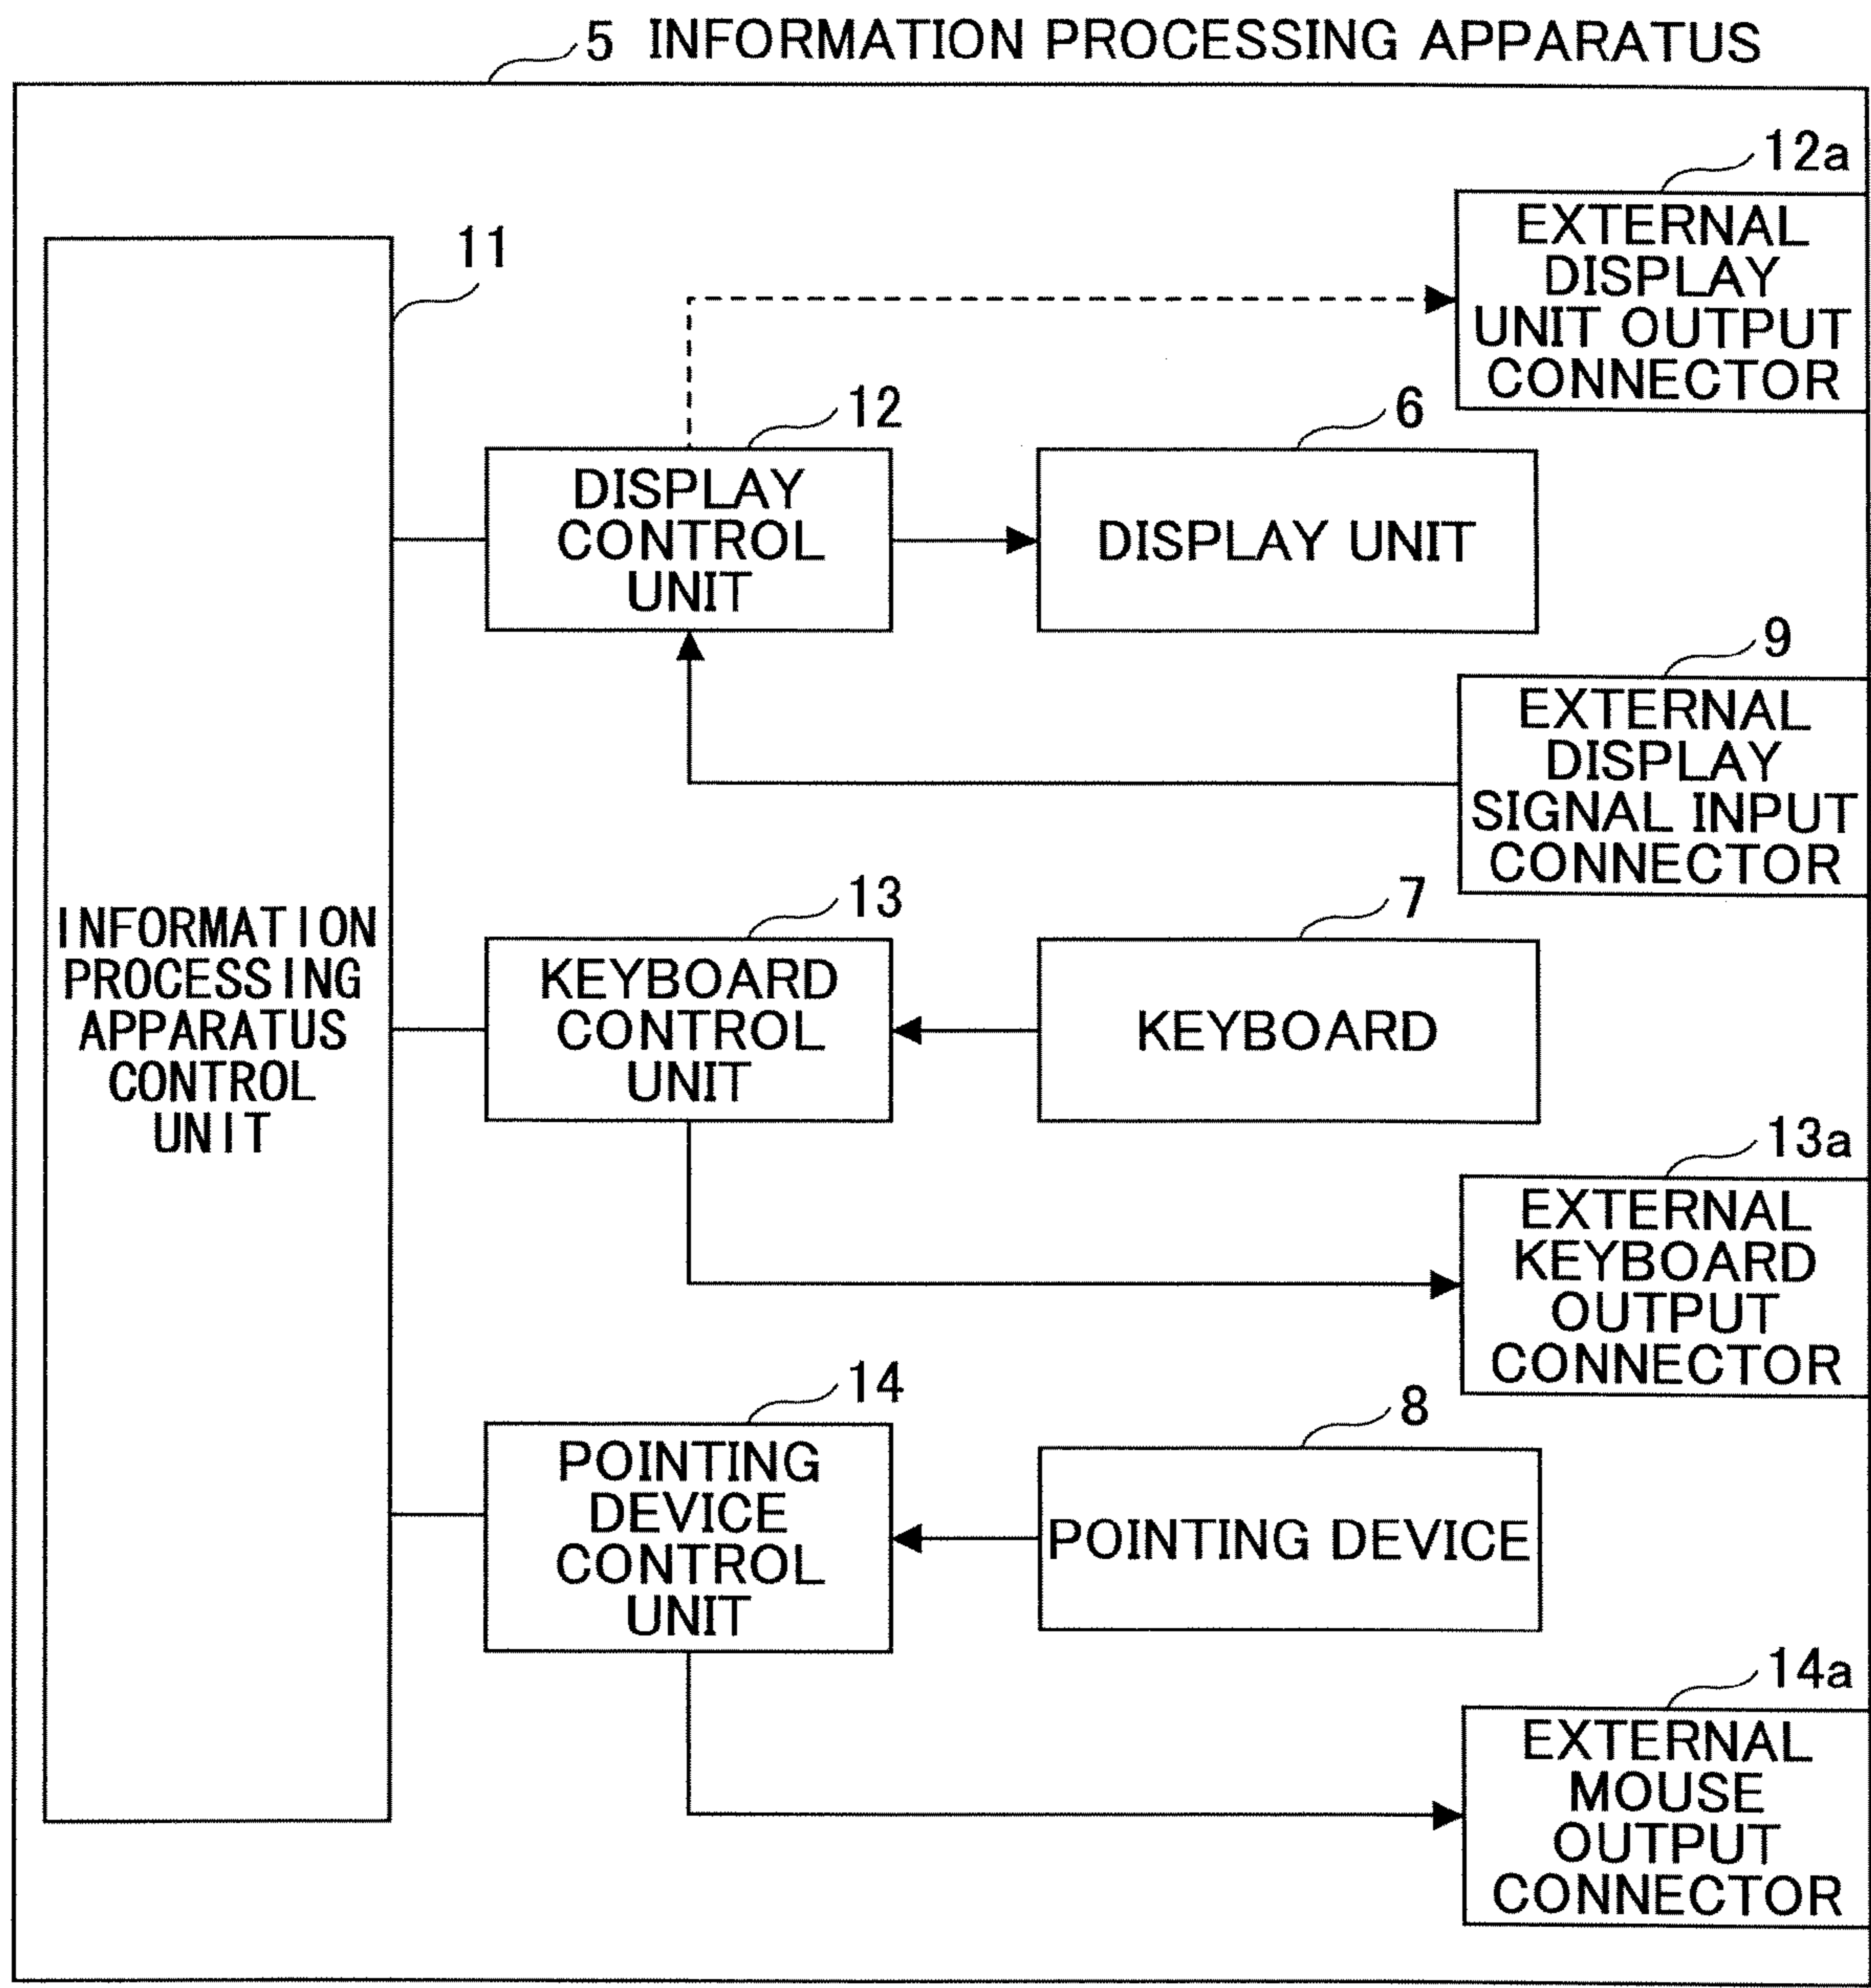 5 INFORMATION PROCESSING APPARATUS
12a
EXTERNAL
DISPLAY
UNIT OUTPUT
CONNECTOR
11
INFORMATION
PROCESSING
APPARATUS
CONTROL
UNIT
12
DISPLAY
CONTROL
UNIT
6
DISPLAY UNIT
9
EXTERNAL
DISPLAY
SIGNAL INPUT
CONNECTOR
13
KEYBOARD
CONTROL
UNIT
7
KEYBOARD
13a
EXTERNAL
KEYBOARD
OUTPUT
CONNECTOR
14
POINTING
DEVICE
CONTROL
UNIT
8
POINTING DEVICE
14a
EXTERNAL
MOUSE
OUTPUT
CONNECTOR